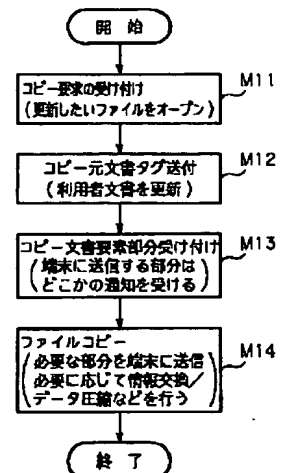 開始
コピー要求の受け付け
(更新したいファイルをオープン)
M11
コピー元文書タグ送付
(利用者文書を更新)
M12
コピー文書要素部分受け付け
(端末に送信する部分は
どこかの通知を受ける)
M13
ファイルコピー
(必要な部分を端末に送信
必要に応じて情報交換/
データ圧縮などを行う)
M14
終了